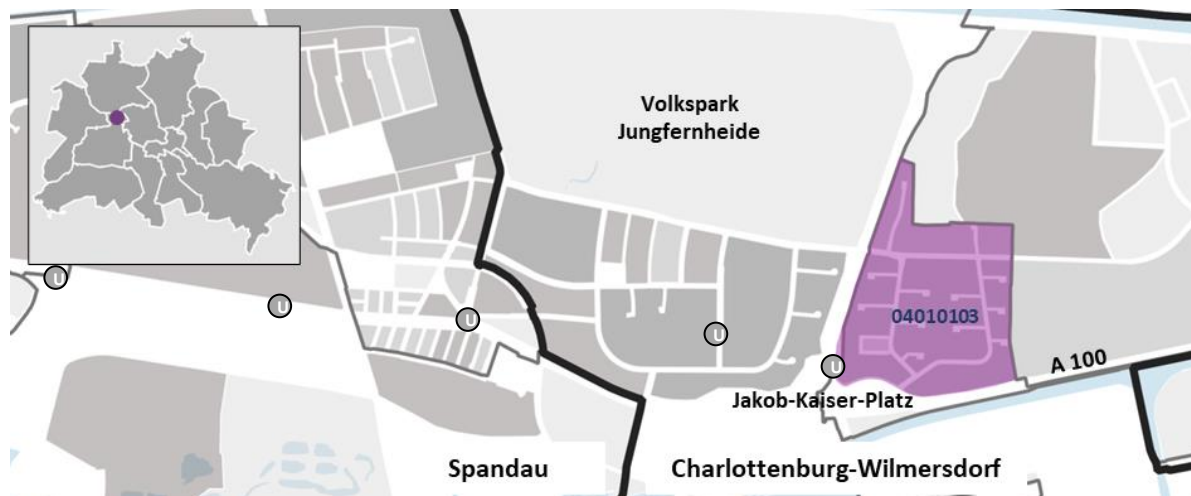 Volkspark
Jungfernheide
U
U
U
U
04010103
U
A 100
Jakob-Kaiser-Platz
Spandau
Charlottenburg-Wilmersdorf